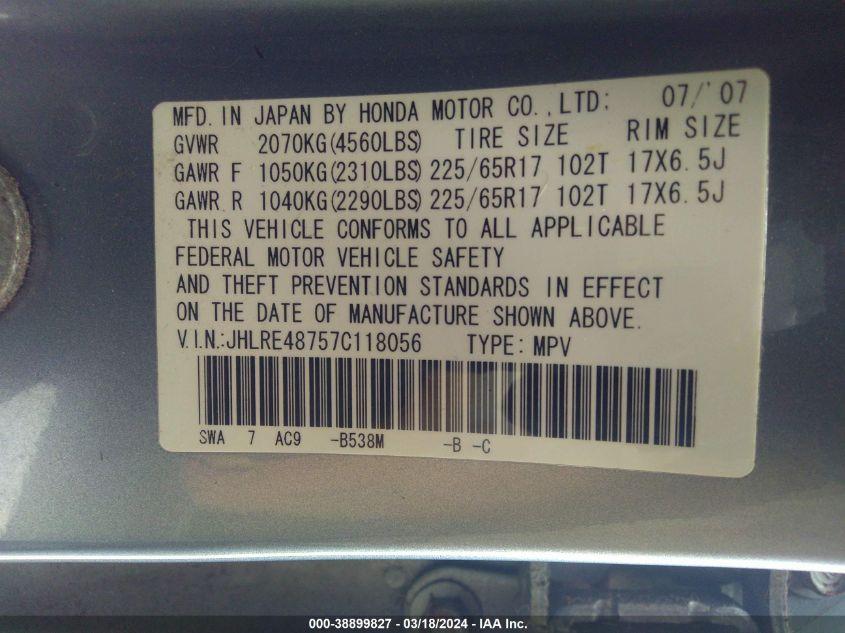 MFD. IN JAPAN BY HONDA MOTOR CO.,LTD: 07/'07
GVWR 2070KG(4560LBS) TIRE SIZE RIM SIZE
GAWR F 1050KG(2310LBS) 225/65R17 102T 17X6.5J
GAWR R 1040KG(2290LBS) 225/65R17 102T 17X6.5J
THIS VEHICLE CONFORMS TO ALL APPLICABLE
FEDERAL MOTOR VEHICLE SAFETY
AND THEFT PREVENTION STANDARDS IN EFFECT
ON THE DATE OF MANUFACTURE SHOWN ABOVE.
V.I.N.:JHLRE48757C118056 TYPE: MPV
SWA 7 AC9 -B538M -B -C
000-38899827 - 03/18/2024 - IAA Inc.